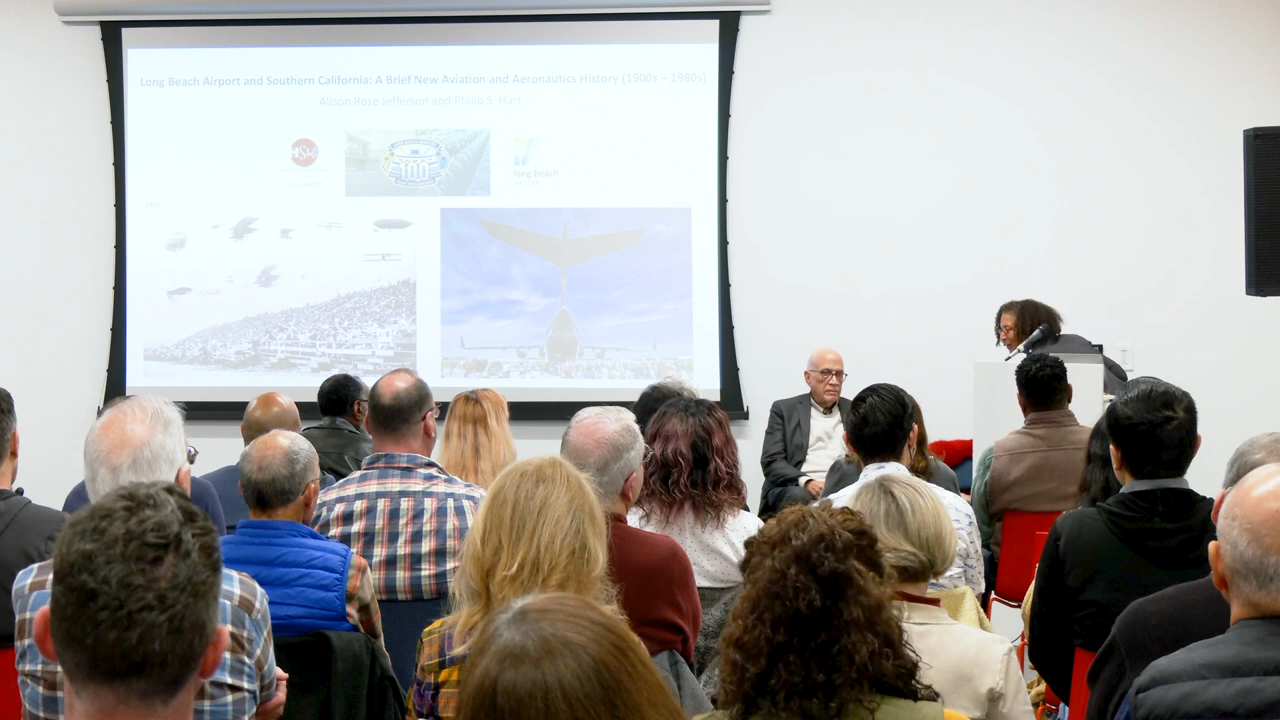 Long Beach Airport and Southern California: A Brief New Aviation and Aeronautics History (1900s – 1980s)
Alison Rose Jefferson and Philip S. Hart
100
long beach